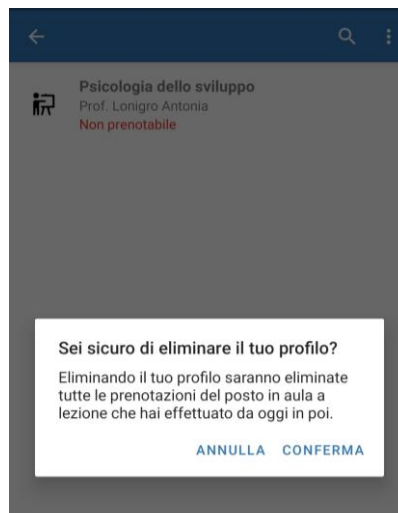 Psicologia dello sviluppo
Prof. Lonigro Antonia
Non prenotabile
Sei sicuro di eliminare il tuo profilo?
Eliminando il tuo profilo saranno eliminate
tutte le prenotazioni del posto in aula a
lezione che hai effettuato da oggi in poi.
ANNULLA CONFERMA